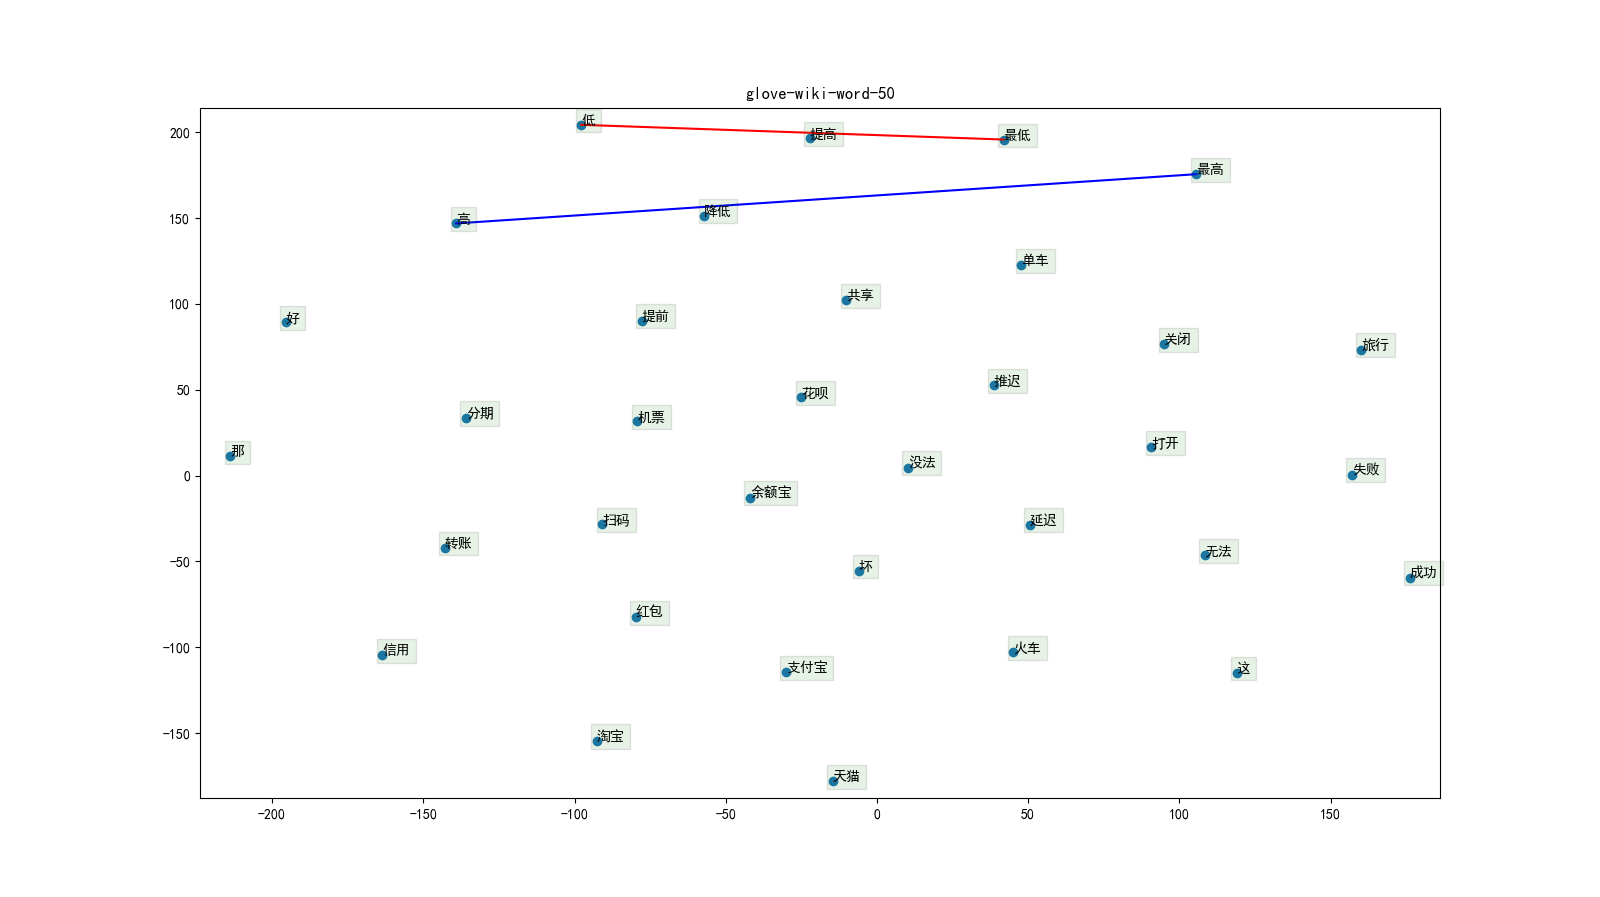 glove-wiki-word-50
低
提高
最低
最高
降低
高
单车
共享
好
提前
关闭
旅行
推迟
花呗
分期
机票
打开
那
没法
失败
余额宝
扫码
延迟
转账
无法
坏
成功
红包
信用
火车
支付宝
这
淘宝
天猫
200
150
100
50
0
−50
−100
−150
−200 −150 −100 −50 0 50 100 150